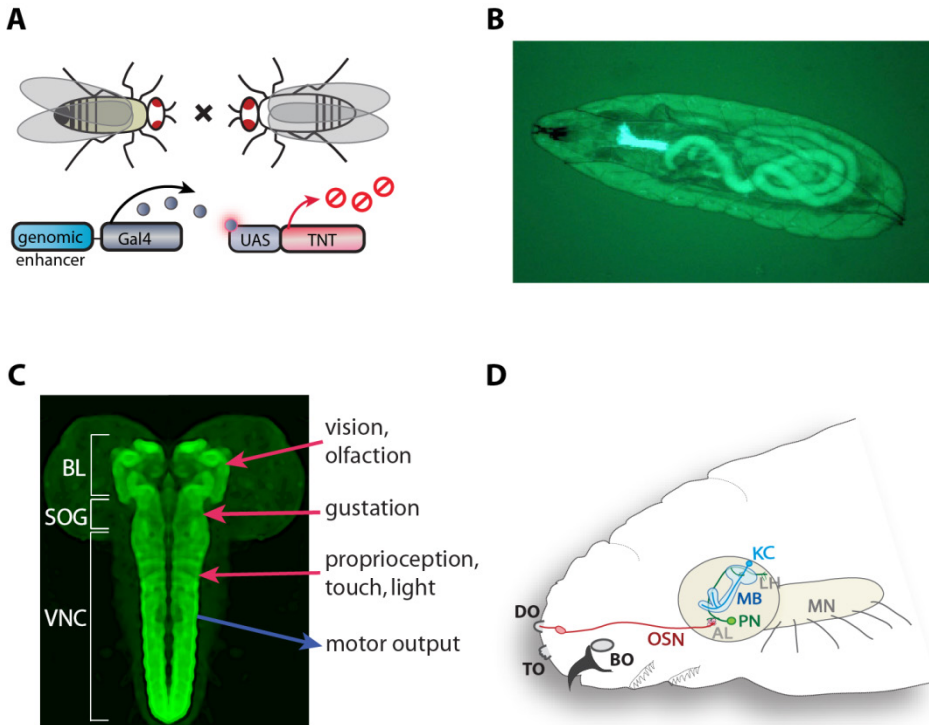 A
genomic
enhancer
Gal4
UAS
TNT
B
C
BL
SOG
VNC
vision,
olfaction
gustation
proprioception,
touch, light
motor output
D
DO
TO
BO
OSN
AL
PN
MB
LH
KC
MN